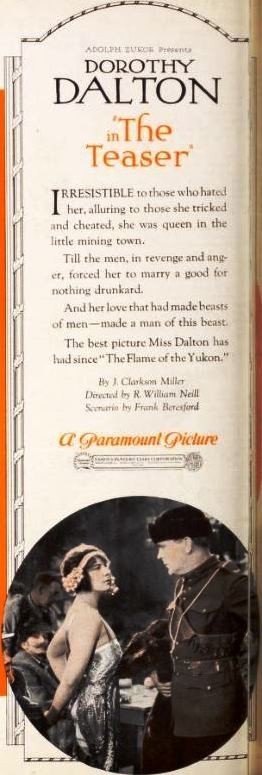 ADOLPH ZUKOR Presents
DOROTHY
DALTON
in "The
Teaser"
IRRESISTIBLE to those who hated
her, alluring to those she tricked
and cheated, she was queen in the
little mining town.
Till the men, in revenge and ang-
er, forced her to marry a good for
nothing drunkard.
And her love that had made beasts
of men—made a man of this beast.
The best picture Miss Dalton has
had since "The Flame of the Yukon."
By J. Clarkson Miller
Directed by R. William Neill
Scenario by Frank Beresford
A Paramount Picture
FAMOUS PLAYERS-LASKY CORPORATION